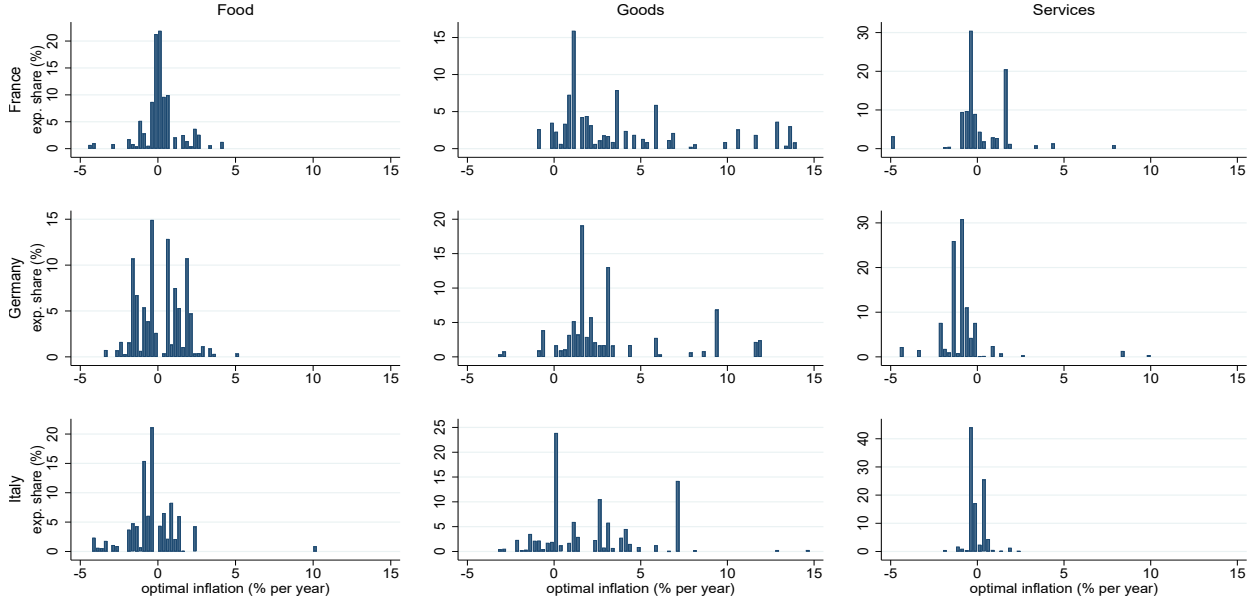 Food Goods Services
France
exp. share (%)
0 5 10 15 20
-5 0 5 10 15
0 5 10 15
-5 0 5 10 15
0 10 20 30
-5 0 5 10 15
Germany
exp. share (%)
0 5 10 15
-5 0 5 10 15
0 5 10 15 20
-5 0 5 10 15
0 10 20 30
-5 0 5 10 15
Italy
exp. share (%)
0 5 10 15 20
-5 0 5 10 15
optimal inflation (% per year)
0 5 10 15 20 25
-5 0 5 10 15
optimal inflation (% per year)
0 10 20 30 40
-5 0 5 10 15
optimal inflation (% per year)